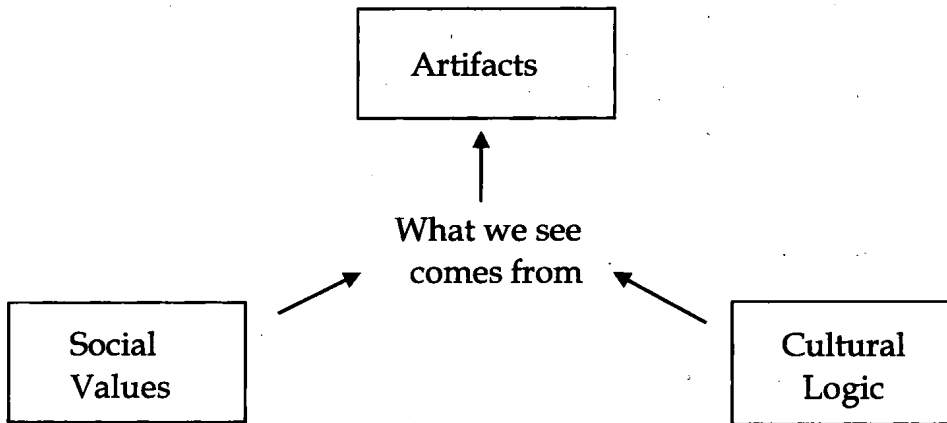 Artifacts
What we see
comes from
Social
Values
Cultural
Logic